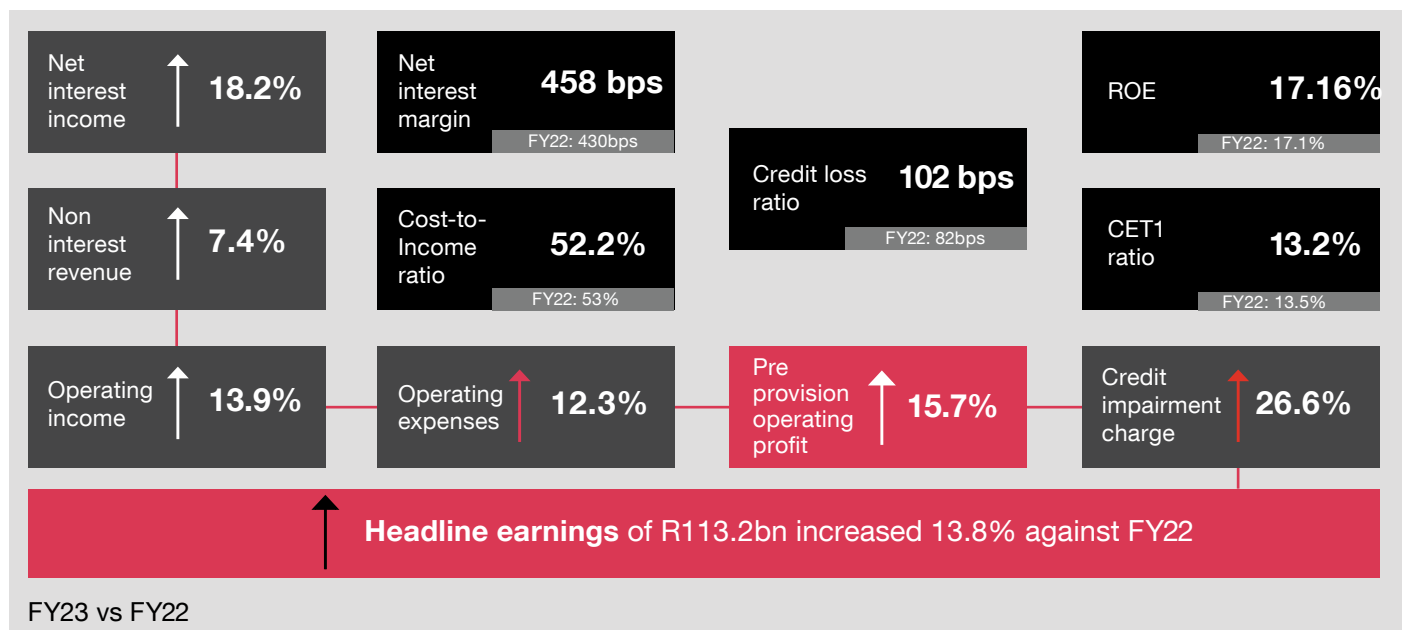 Net
interest
income
18.2%
Net
interest
margin
458 bps
FY22: 430bps
ROE
17.16%
FY22: 17.1%
Credit loss
ratio
102 bps
FY22: 82bps
Non
interest
revenue
7.4%
Cost-to-
Income
ratio
52.2%
FY22: 53%
CET1
ratio
13.2%
FY22: 13.5%
Operating
income
13.9%
Operating
expenses
12.3%
Pre
provision
operating
profit
15.7%
Credit
impairment
charge
26.6%
Headline earnings of R113.2bn increased 13.8% against FY22
FY23 vs FY22